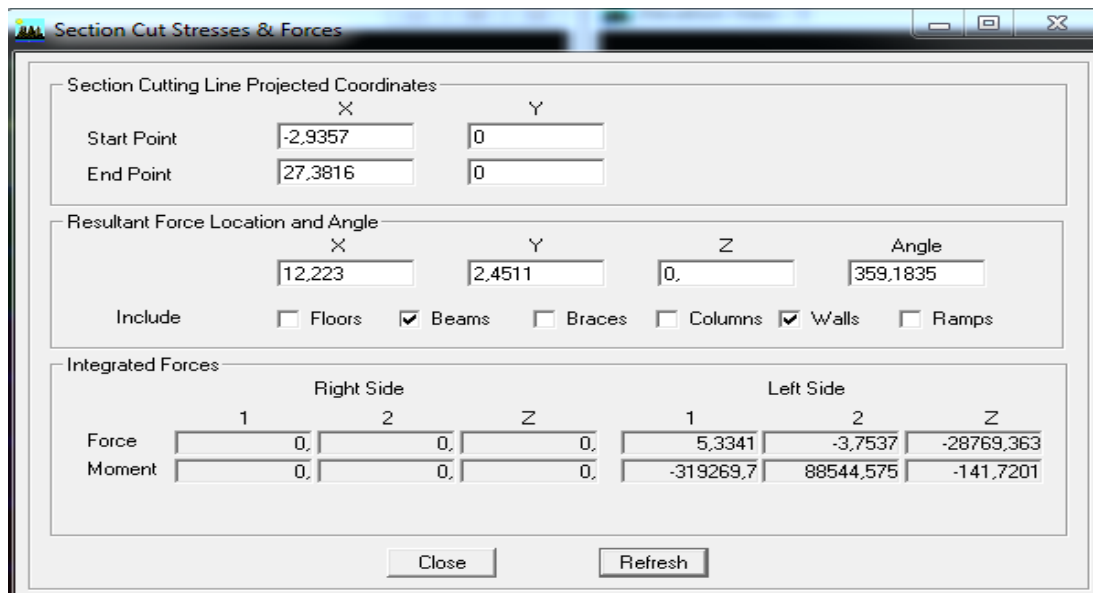 Section Cut Stresses & Forces
Section Cutting Line Projected Coordinates
X Y
Start Point -2,9357 0
End Point 27,3816 0
Resultant Force Location and Angle
X Y Z Angle
12,223 2,4511 0, 359,1835
Include Floors Beams Braces Columns Walls Ramps
Integrated Forces
Right Side Left Side
1 2 Z 1 2 Z
Force 0, 0, 0, 5,3341 -3,7537 -28769,363
Moment 0, 0, 0, -319269,7 88544,575 -141,7201
Close Refresh